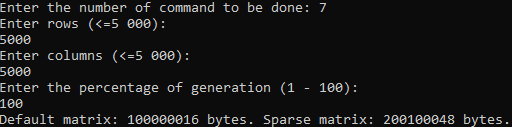 Enter the number of command to be done: 7
Enter rows (<=5 000):
5000
Enter columns (<=5 000):
5000
Enter the percentage of generation (1 - 100):
100
Default matrix: 100000016 bytes. Sparse matrix: 200100048 bytes.